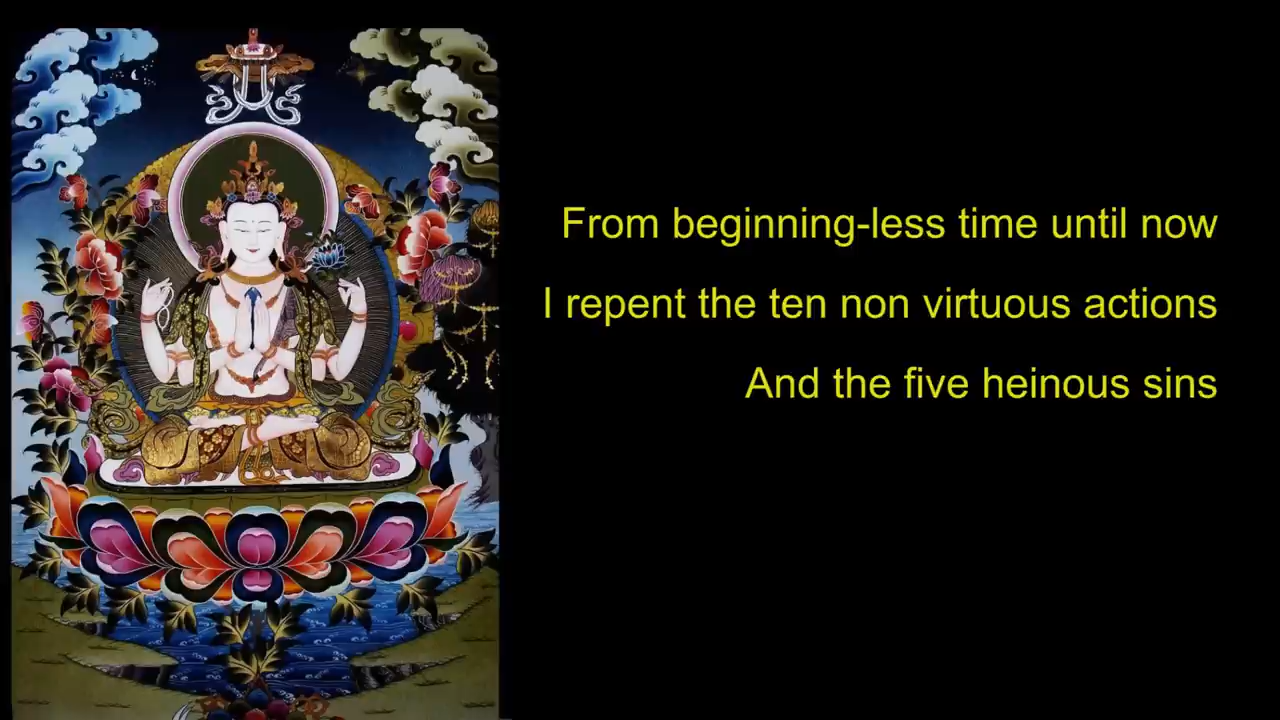 From beginning-less time until now
I repent the ten non virtuous actions
And the five heinous sins